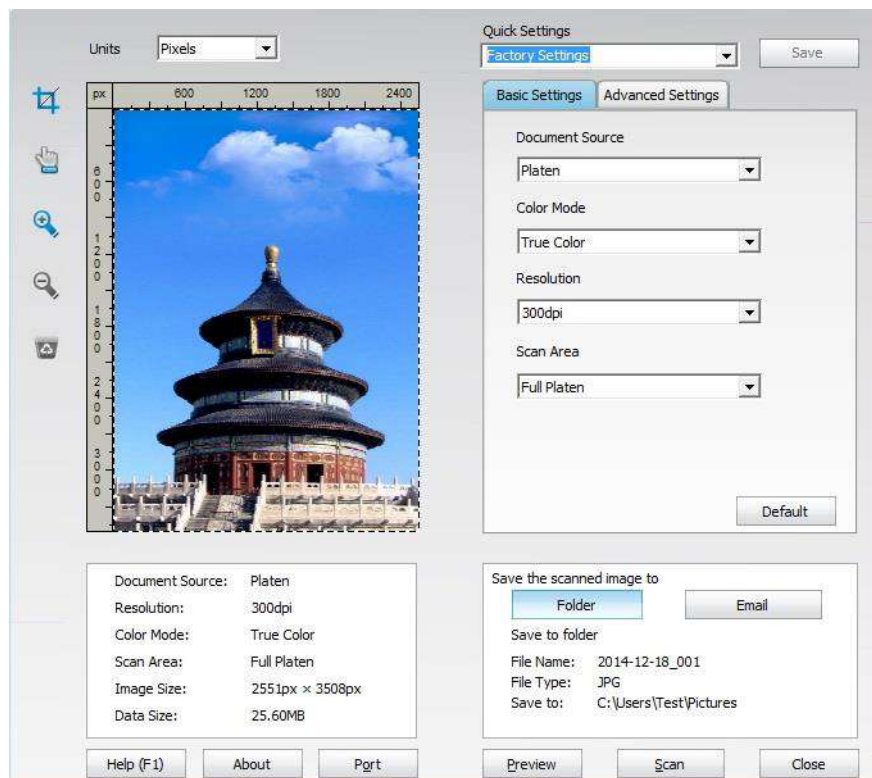 Units
Pixels
Quick Settings
Factory Settings
Save
px 600 1200 1800 2400
600
1200
1800
2400
3000
Basic Settings
Advanced Settings
Document Source
Platen
Color Mode
True Color
Resolution
300dpi
Scan Area
Full Platen
Default
Document Source: Platen
Resolution: 300dpi
Color Mode: True Color
Scan Area: Full Platen
Image Size: 2551px × 3508px
Data Size: 25.60MB
Save the scanned image to
Folder
Email
Save to folder
File Name: 2014-12-18_001
File Type: JPG
Save to: C:\Users\Test\Pictures
Help (F1)
About
Port
Preview
Scan
Close